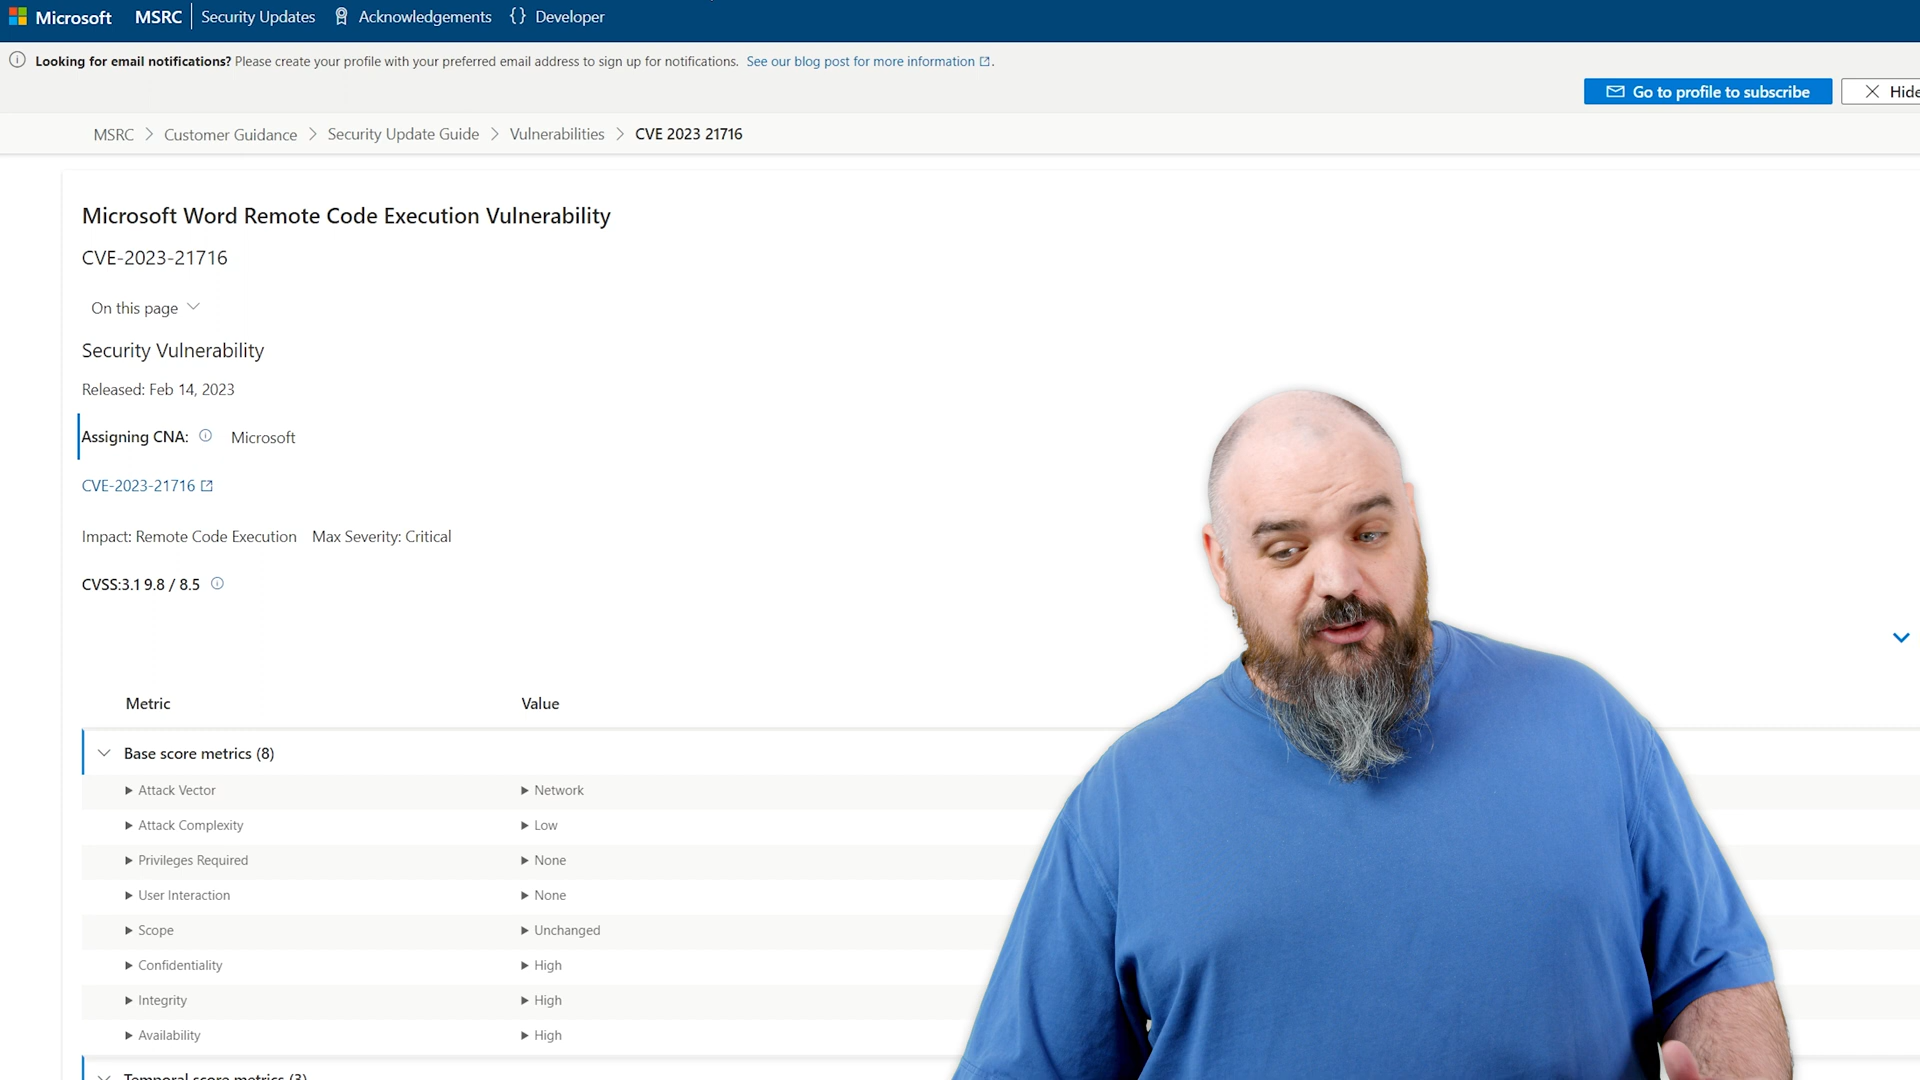 Microsoft MSRC Security Updates Acknowledgements {} Developer
Looking for email notifications? Please create your profile with your preferred email address to sign up for notifications. See our blog post for more information.
Go to profile to subscribe
Hide
MSRC > Customer Guidance > Security Update Guide > Vulnerabilities > CVE 2023 21716
Microsoft Word Remote Code Execution Vulnerability
CVE-2023-21716
On this page
Security Vulnerability
Released: Feb 14, 2023
Assigning CNA: Microsoft
CVE-2023-21716
Impact: Remote Code Execution Max Severity: Critical
CVSS:3.1 9.8 / 8.5
Metric Value
Base score metrics (8)
Attack Vector Network
Attack Complexity Low
Privileges Required None
User Interaction None
Scope Unchanged
Confidentiality High
Integrity High
Availability High
Temporal score metrics (3)